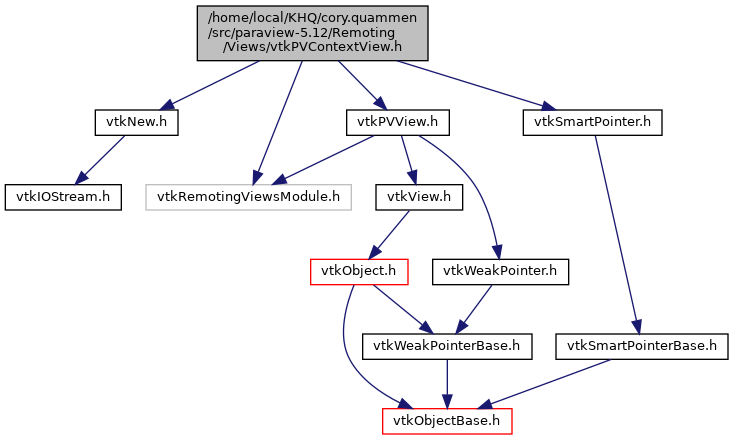 /home/local/KHQ/cory.quammen
/src/paraview-5.12/Remoting
/Views/vtkPVContextView.h
vtkNew.h
vtkPVView.h
vtkSmartPointer.h
vtkIOStream.h
vtkRemotingViewsModule.h
vtkView.h
vtkObject.h
vtkWeakPointer.h
vtkWeakPointerBase.h
vtkSmartPointerBase.h
vtkObjectBase.h